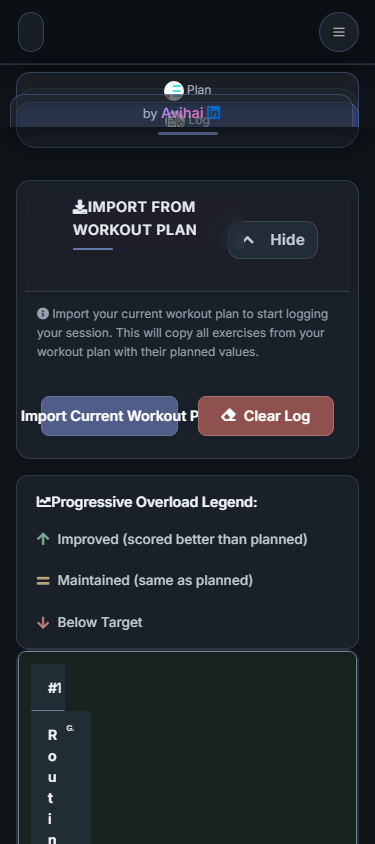 Plan
by Avihai in
Log
IMPORT FROM
WORKOUT PLAN
Hide
Import your current workout plan to start logging
your session. This will copy all exercises from your
workout plan with their planned values.
Import Current Workout P
Clear Log
Progressive Overload Legend:
Improved (scored better than planned)
Maintained (same as planned)
Below Target
#1
G.
R
o
u
t
i
n